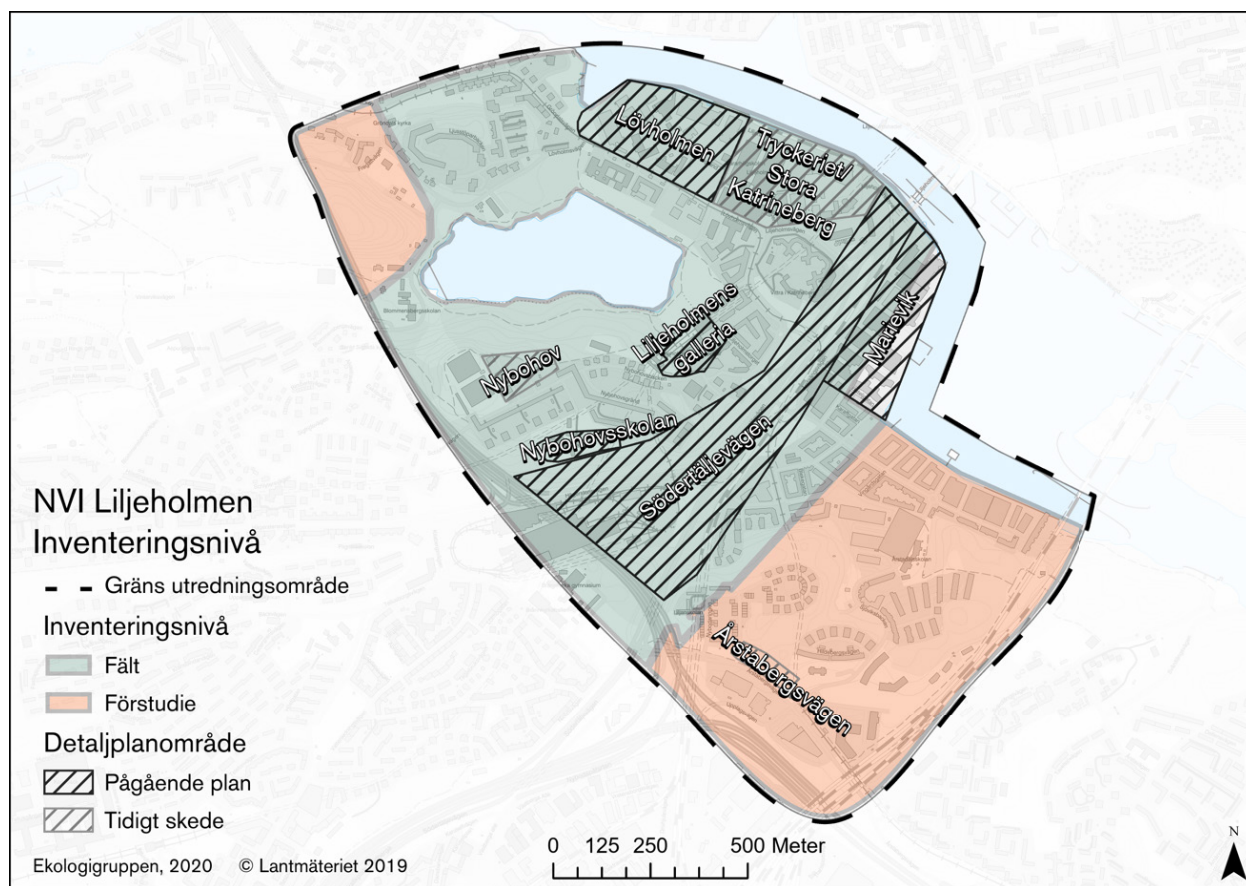 Lövholmen
Tryckeriet/
Stora
Katrineberg
Marievik
Liljeholmens
galleria
Nybohov
Nybohovsskolan
Södertäljevägen
Årstabergsvägen
NVI Liljeholmen
Inventeringsnivå
Gräns utredningsområde
Inventeringsnivå
Fält
Förstudie
Detaljplanområde
Pågående plan
Tidigt skede
Ekologigruppen, 2020 © Lantmäteriet 2019
0 125 250 500 Meter
N